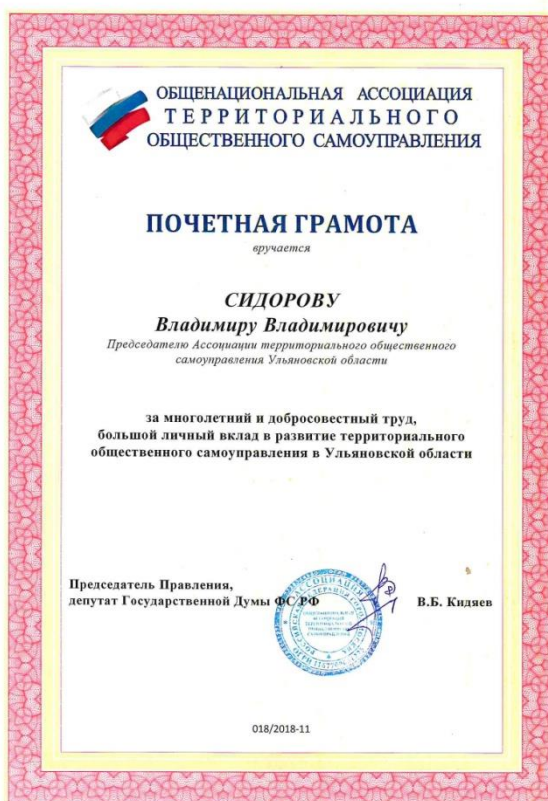 ОБЩЕНАЦИОНАЛЬНАЯ АССОЦИАЦИЯ
ТЕРРИТОРИАЛЬНОГО
ОБЩЕСТВЕННОГО САМОУПРАВЛЕНИЯ
ПОЧЕТНАЯ ГРАМОТА
вручается
СИДОРОВУ
Владимиру Владимировичу
Председателю Ассоциации территориального общественного
самоуправления Ульяновской области
за многолетний и добросовестный труд,
большой личный вклад в развитие территориального
общественного самоуправления в Ульяновской области
Председатель Правления,
депутат Государственной Думы ФС РФ
В.Б. Кидяев
018/2018-11